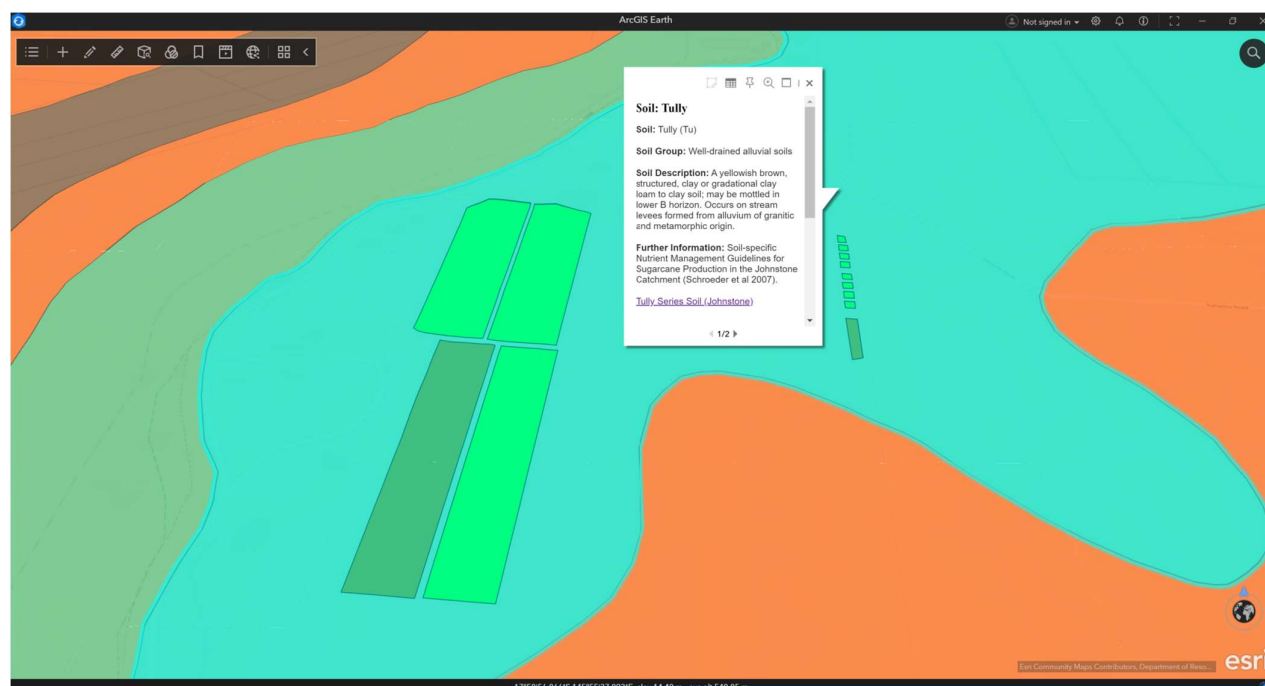 ArcGIS Earth
Not signed in
Soil: Tully
Soil: Tully (Tu)
Soil Group: Well-drained alluvial soils
Soil Description: A yellowish brown,
structured, clay or gradational clay
loam to clay soil; may be mottled in
lower B horizon. Occurs on stream
levees formed from alluvium of granitic
and metamorphic origin.
Further Information: Soil-specific
Nutrient Management Guidelines for
Sugarcane Production in the Johnstone
Catchment (Schroeder et al 2007).
Tully Series Soil (Johnstone)
1/2
Esri Community Maps Contributors, Department of Reso...
esri